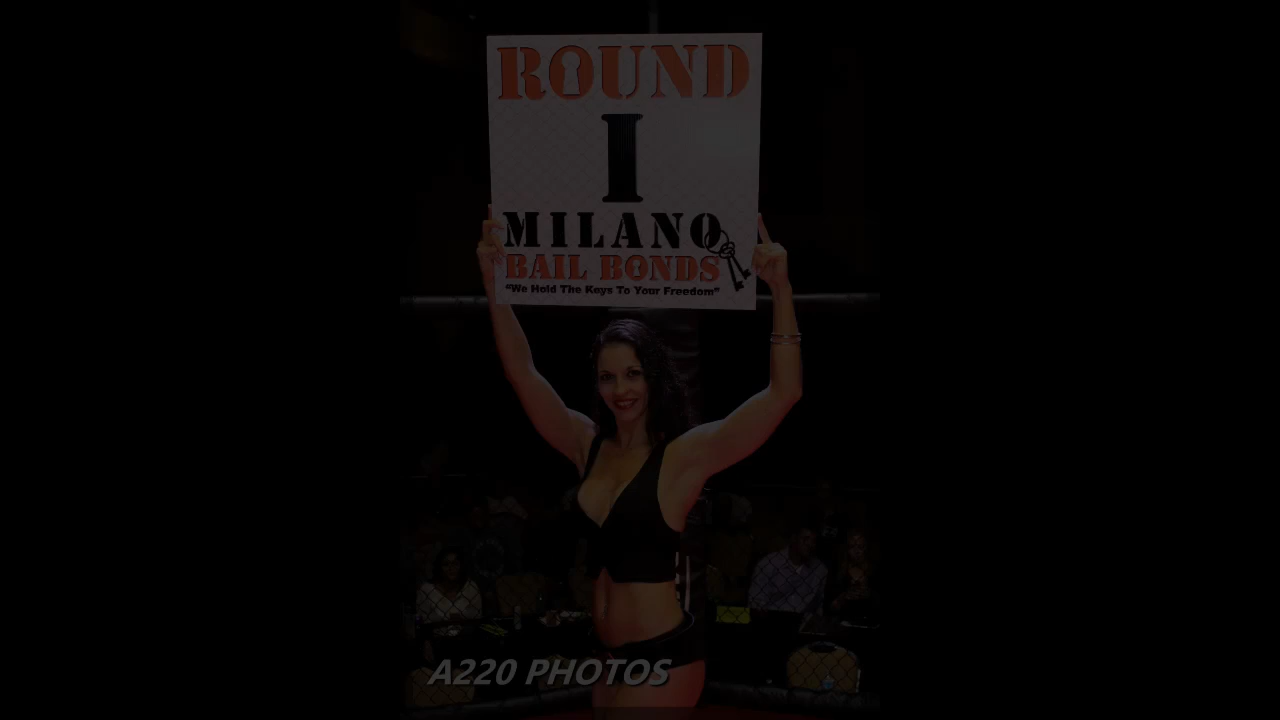 ROUND
I
MILANO
BAIL BONDS
“We Hold The Keys To Your Freedom”
A220 PHOTOS